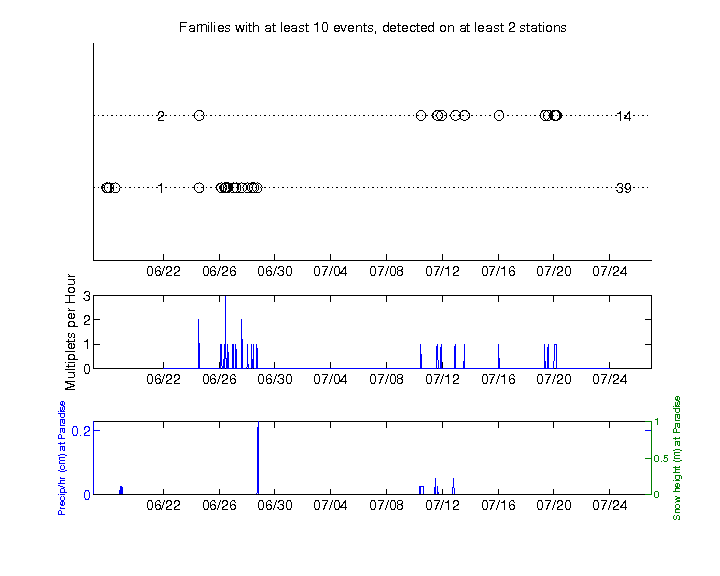 Families with at least 10 events, detected on at least 2 stations
2 14
1 39
06/22 06/26 06/30 07/04 07/08 07/12 07/16 07/20 07/24
Multiplets per Hour
3
2
1
0
06/22 06/26 06/30 07/04 07/08 07/12 07/16 07/20 07/24
Precip/hr (cm) at Paradise
0.2
0
1
0.5
0
Snow height (m) at Paradise
06/22 06/26 06/30 07/04 07/08 07/12 07/16 07/20 07/24